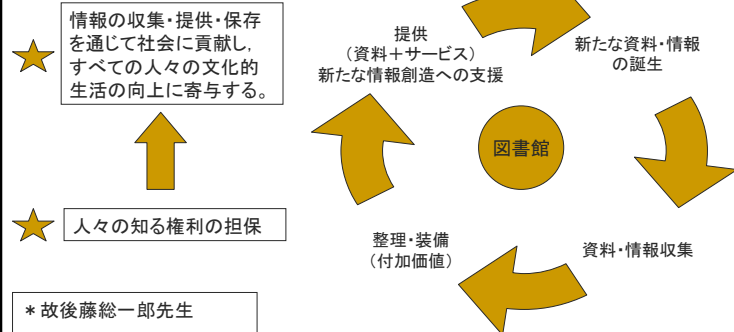 情報の収集・提供・保存
を通じて社会に貢献し,
すべての人々の文化的
生活の向上に寄与する。
人々の知る権利の担保
*故後藤総一郎先生
提供
(資料+サービス)
新たな情報創造への支援
新たな資料・情報
の誕生
図書館
資料・情報収集
整理・装備
(付加価値)